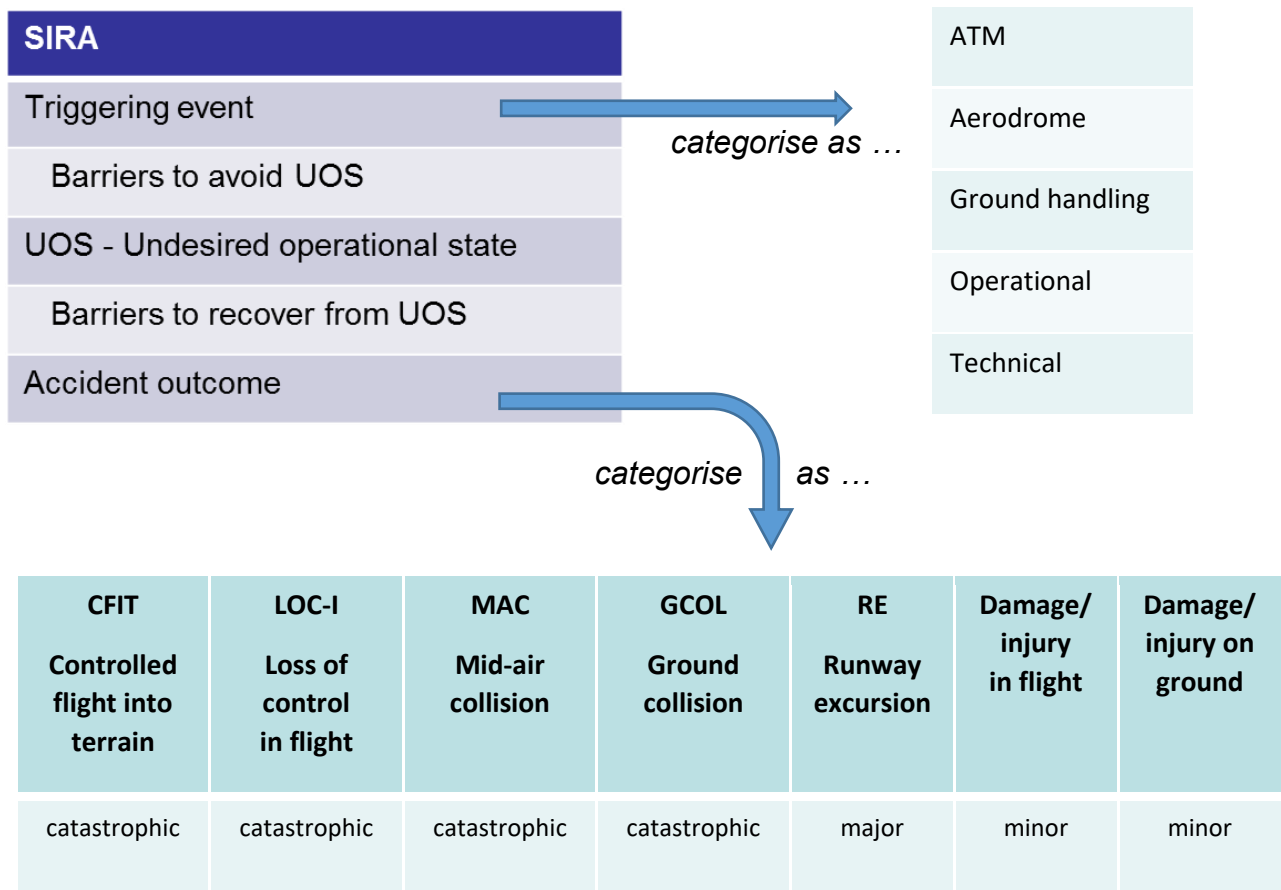 SIRA
Triggering event
Barriers to avoid UOS
UOS - Undesired operational state
Barriers to recover from UOS
Accident outcome
categorise as …
ATM
Aerodrome
Ground handling
Operational
Technical
categorise as …
CFIT
Controlled
flight into
terrain
LOC-I
Loss of
control
in flight
MAC
Mid-air
collision
GCOL
Ground
collision
RE
Runway
excursion
Damage/
injury
in flight
Damage/
injury on
ground
catastrophic
catastrophic
catastrophic
catastrophic
major
minor
minor